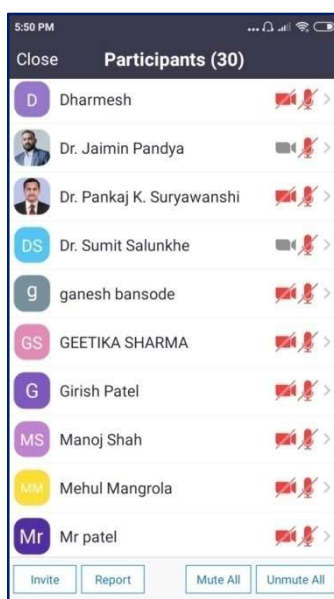 5:50 PM
Close Participants (30)
D Dharmesh
Dr. Jaimin Pandya
Dr. Pankaj K. Suryawanshi
DS Dr. Sumit Salunkhe
g ganesh bansode
GS GEETIKA SHARMA
G Girish Patel
MS Manoj Shah
MM Mehul Mangrola
Mr Mr patel
Invite Report Mute All Unmute All